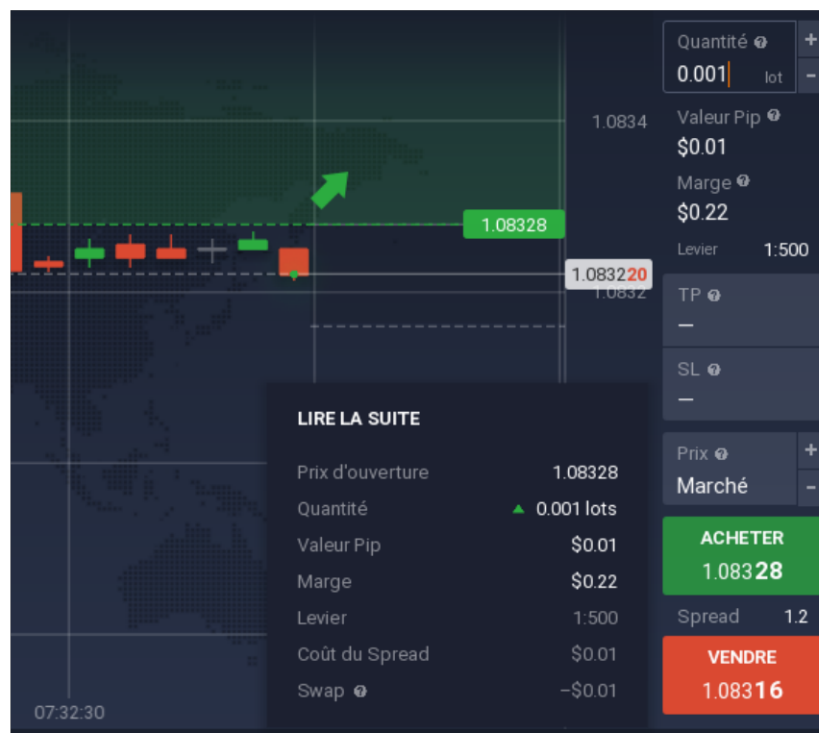 Quantité
0.001 lot
Valeur Pip
$0.01
Marge
$0.22
Levier 1:500
TP
—
SL
—
Prix
Marché
ACHETER
1.08328
Spread 1.2
VENDRE
1.08316
1.0834
1.08328
1.083220
1.0832
LIRE LA SUITE
Prix d'ouverture 1.08328
Quantité ▲ 0.001 lots
Valeur Pip $0.01
Marge $0.22
Levier 1:500
Coût du Spread $0.01
Swap –$0.01
07:32:30